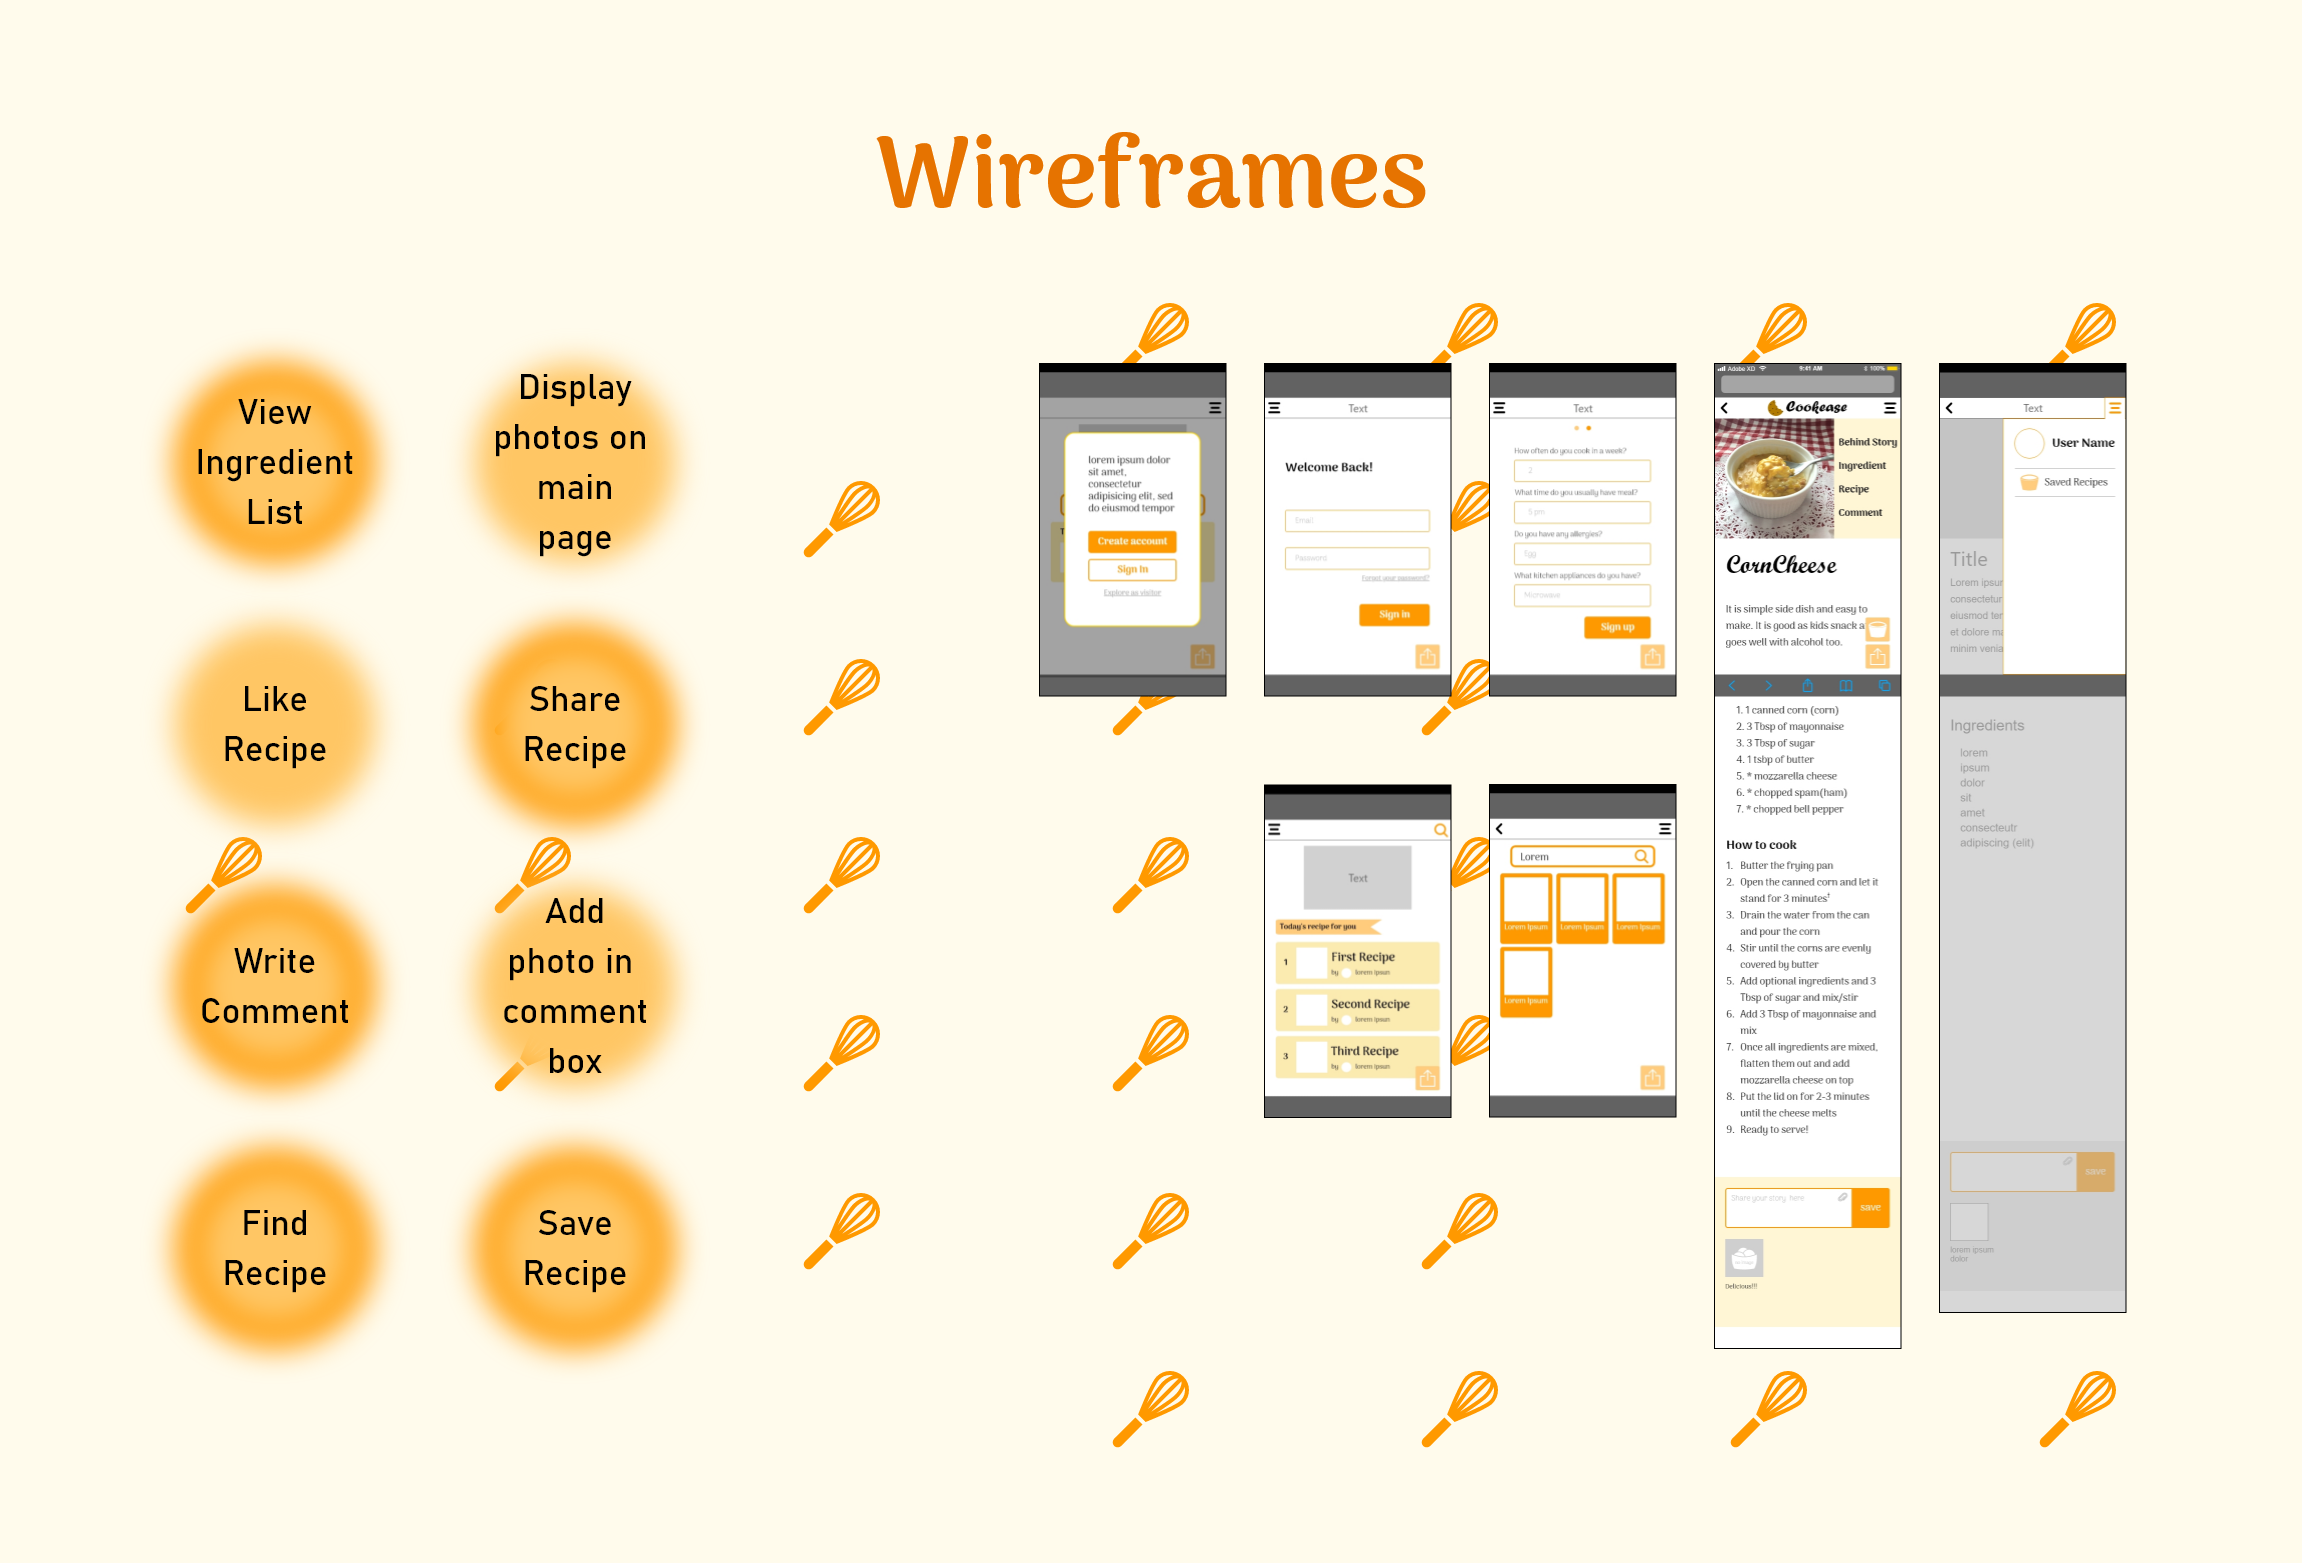 Wireframes
View
Ingredient
List
Display
photos on
main
page
Like
Recipe
Share
Recipe
Write
Comment
Add
photo in
comment
box
Find
Recipe
Save
Recipe
lorem ipsum dolor
sit amet,
consectetur
adipisicing elit, sed
do eiusmod tempor
Create account
Sign in
Explore as visitor
Text
Welcome Back!
Email
Password
Forgot your password?
Sign in
Text
How often do you cook in a week?
2
What time do you usually have meal?
5 pm
Do you have any allergies?
Egg
What kitchen appliances do you have?
Microwave
Sign up
Adobe XD
9:41 AM
100%
Cookease
Behind Story
Ingredient
Recipe
Comment
CornCheese
It is simple side dish and easy to
make. It is good as kids snack a
goes well with alcohol too.
1. 1 canned corn (corn)
2. 3 Tbsp of mayonnaise
3. 3 Tbsp of sugar
4. 1 tsbp of butter
5. * mozzarella cheese
6. * chopped spam(ham)
7. * chopped bell pepper
How to cook
1. Butter the frying pan
2. Open the canned corn and let it
stand for 3 minutes†
3. Drain the water from the can
and pour the corn
4. Stir until the corns are evenly
covered by butter
5. Add optional ingredients and 3
Tbsp of sugar and mix/stir
6. Add 3 Tbsp of mayonnaise and
mix
7. Once all ingredients are mixed,
flatten them out and add
mozzarella cheese on top
8. Put the lid on for 2-3 minutes
until the cheese melts
9. Ready to serve!
Share your story here
save
Delicious!!!
Text
User Name
Saved Recipes
Title
Lorem ipsur
consectetur
eiusmod ter
et dolore ma
minim venia
Ingredients
lorem
ipsum
dolor
sit
amet
consecteutr
adipiscing (elit)
save
lorem ipsum
dolor
Text
Today's recipe for you
1
First Recipe
by lorem ipsun
2
Second Recipe
by lorem ipsun
3
Third Recipe
by lorem ipsun
Lorem
Lorem Ipsum
Lorem Ipsum
Lorem Ipsum
Lorem Ipsum